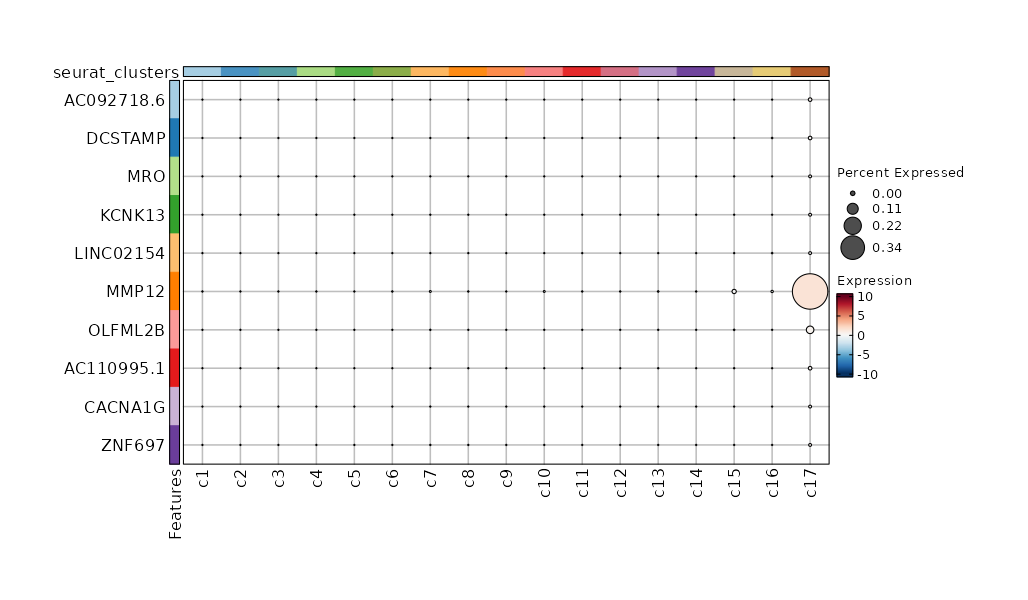 seurat_clusters
AC092718.6
DCSTAMP
MRO
KCNK13
LINC02154
MMP12
OLFML2B
AC110995.1
CACNA1G
ZNF697
Features
c1 c2 c3 c4 c5 c6 c7 c8 c9 c10 c11 c12 c13 c14 c15 c16 c17
Percent Expressed
0.00
0.11
0.22
0.34
Expression
10
5
0
-5
-10